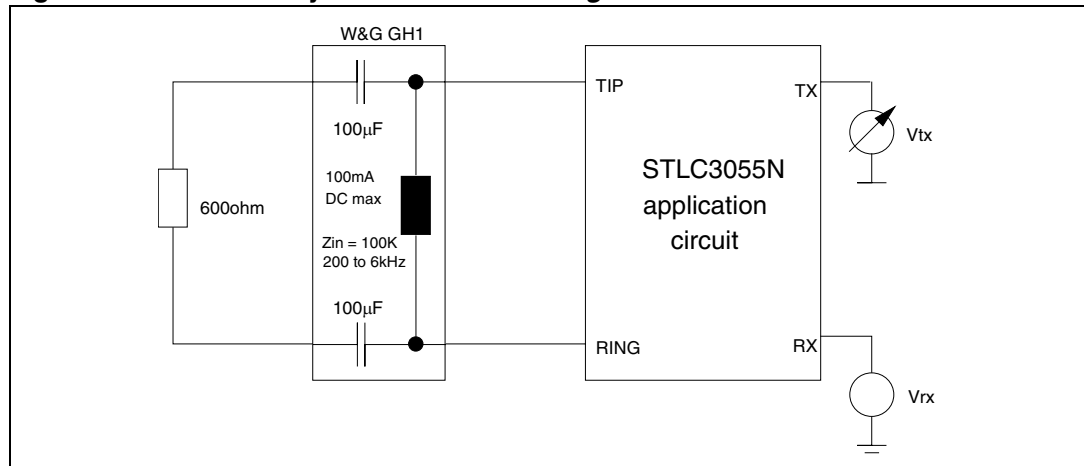 W&G GH1
100μF
100mA
DC max
Zin = 100K
200 to 6kHz
100μF
600ohm
TIP
RING
STLC3055N
application
circuit
TX
RX
Vtx
Vrx